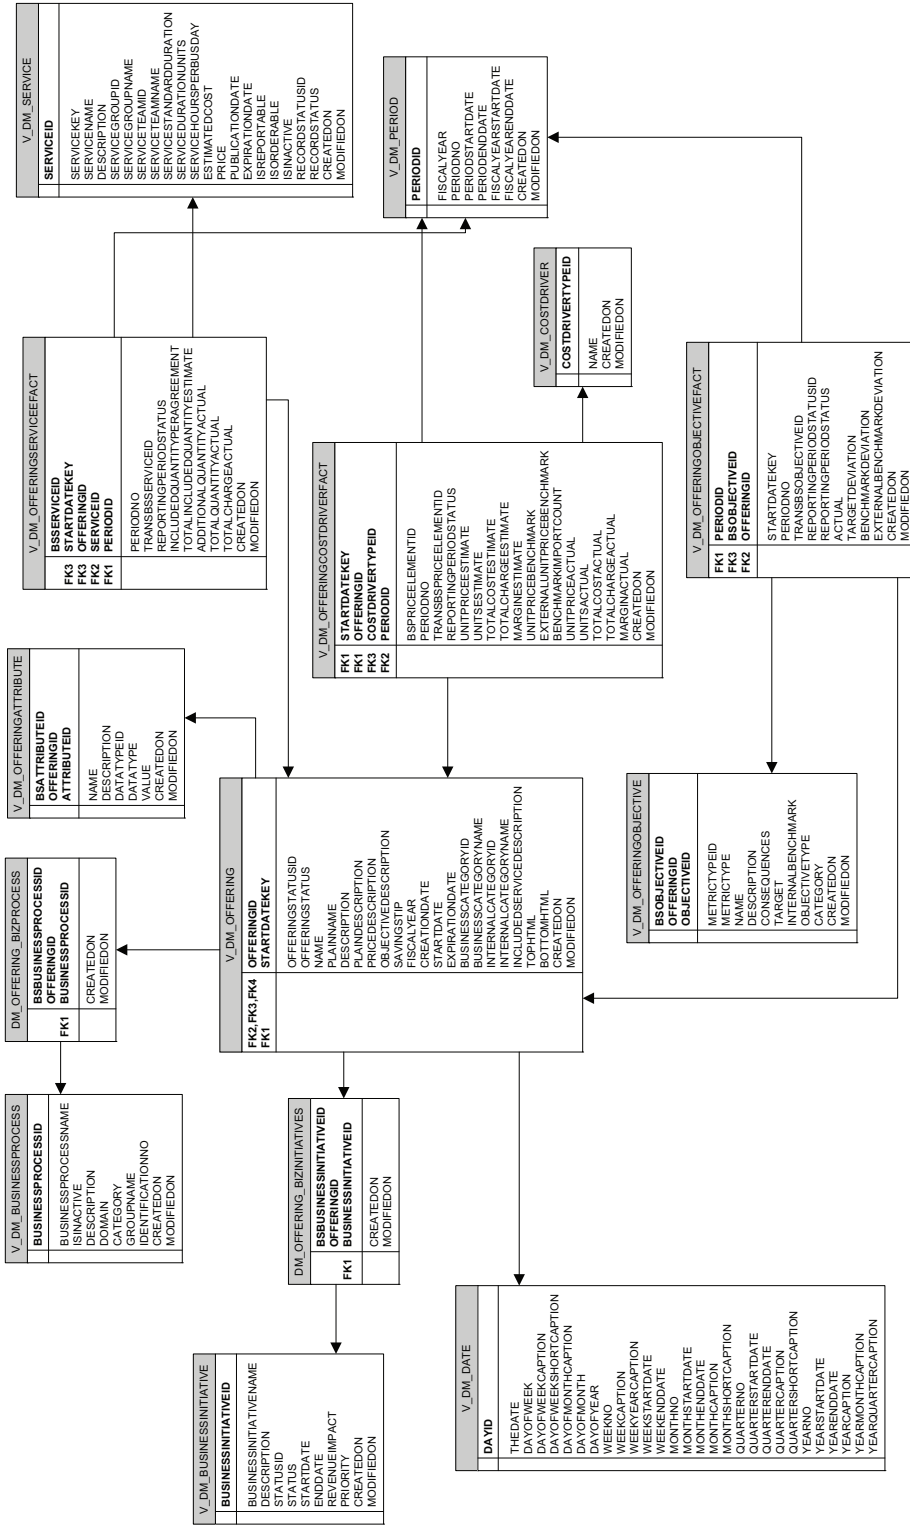 V_DM_BUSINESSINITIATIVE
BUSINESSINITIATIVEID
BUSINESSINITIATIVENAME
DESCRIPTION
STATUSID
STATUS
STARTDATE
ENDDATE
REVENUEIMPACT
PRIORITY
CREATEDON
MODIFIEDON
V_DM_BUSINESSPROCESS
BUSINESSPROCESSID
BUSINESSPROCESSNAME
ISINACTIVE
DESCRIPTION
DOMAIN
CATEGORY
GROUPNAME
IDENTIFICATIONNO
CREATEDON
MODIFIEDON
DM_OFFERING_BIZPROCESS
BSBUSINESSPROCESSID
OFFERINGID
FK1 BUSINESSPROCESSID
CREATEDON
MODIFIEDON
V_DM_OFFERINGATTRIBUTE
BSATTRIBUTEID
OFFERINGID
ATTRIBUTEID
NAME
DESCRIPTION
DATATYPEID
DATATYPE
VALUE
CREATEDON
MODIFIEDON
V_DM_OFFERINGSERVICEEFACT
BSSERVICEID
FK3 STARTDATEKEY
FK3 OFFERINGID
FK2 SERVICEID
FK1 PERIODID
PERIODNO
TRANSBSSERVICEID
REPORTINGPERIODSTATUS
INCLUDEDQUANTITYPERAGREEMENT
TOTALINCLUDEDQUANTITYESTIMATE
ADDITIONALQUANTITYACTUAL
TOTALQUANTITYACTUAL
TOTALCHARGEACTUAL
CREATEDON
MODIFIEDON
V_DM_SERVICE
SERVICEID
SERVICEKEY
SERVICENAME
DESCRIPTION
SERVICEGROUPID
SERVICEGROUPNAME
SERVICETEAMID
SERVICETEAMNAME
SERVICESTANDARDDURATION
SERVICEDURATIONUNITS
SERVICEHOURSPERBUSDAY
ESTIMATEDCOST
PRICE
PUBLICATIONDATE
EXPIRATIONDATE
ISREPORTABLE
ISORDERABLE
ISINACTIVE
RECORDSTATUSID
RECORDSTATUS
CREATEDON
MODIFIEDON
DM_OFFERING_BIZINITIATIVES
BSBUSINESSINITIATIVEID
OFFERINGID
FK1 BUSINESSINITIATIVEID
CREATEDON
MODIFIEDON
V_DM_OFFERING
FK2,FK3,FK4 OFFERINGID
FK1 STARTDATEKEY
OFFERINGSTATUSID
OFFERINGSTATUS
NAME
PLAINNAME
DESCRIPTION
PLAINDESCRIPTION
PRICEDESCRIPTION
OBJECTIVEDESCRIPTION
SAVINGSTIP
FISCALYEAR
CREATIONDATE
STARTDATE
EXPIRATIONDATE
BUSINESSCATEGORYID
BUSINESSCATEGORYNAME
INTERNALCATEGORYID
INTERNALCATEGORYNAME
INCLUDEDSERVICEDESCRIPTION
TOPHTML
BOTTOMHTML
CREATEDON
MODIFIEDON
V_DM_OFFERINGCOSTDRIVERFACT
FK1 STARTDATEKEY
FK1 OFFERINGID
FK3 COSTDRIVERTYPEID
FK2 PERIODID
BSPRICEELEMENTID
PERIODNO
TRANSBSPRICEELEMENTID
REPORTINGPERIODSTATUS
UNITPRICEESTIMATE
UNITSESTIMATE
TOTALCOSTESTIMATE
TOTALCHARGEESTIMATE
MARGINESTIMATE
UNITPRICEBENCHMARK
EXTERNALUNITPRICEBENCHMARK
BENCHMARKIMPORTCOUNT
UNITPRICEACTUAL
UNITSACTUAL
TOTALCOSTACTUAL
TOTALCHARGEACTUAL
MARGINACTUAL
CREATEDON
MODIFIEDON
V_DM_PERIOD
PERIODID
FISCALYEAR
PERIODNO
PERIODSTARTDATE
PERIODENDDATE
FISCALYEARSTARTDATE
FISCALYEARENDDATE
CREATEDON
MODIFIEDON
V_DM_COSTDRIVER
COSTDRIVERTYPEID
NAME
CREATEDON
MODIFIEDON
V_DM_DATE
DAYID
THEDATE
DAYOFWEEK
DAYOFWEEKCAPTION
DAYOFWEEKSHORTCAPTION
DAYOFMONTHCAPTION
DAYOFMONTH
DAYOFYEAR
WEEKNO
WEEKCAPTION
WEEKYEARCAPTION
WEEKSTARTDATE
WEEKENDDATE
MONTHNO
MONTHSTARTDATE
MONTHENDDATE
MONTHCAPTION
MONTHSHORTCAPTION
QUARTERNO
QUARTERSTARTDATE
QUARTERENDDATE
QUARTERCAPTION
QUARTERSHORTCAPTION
YEARNO
YEARSTARTDATE
YEARENDDATE
YEARCAPTION
YEARMONTHCAPTION
YEARQUARTERCAPTION
V_DM_OFFERINGOBJECTIVE
BSOBJECTIVEID
OFFERINGID
OBJECTIVEID
METRICTYPEID
METRICTYPE
NAME
DESCRIPTION
CONSEQUENCES
TARGET
INTERNALBENCHMARK
OBJECTIVETYPE
CATEGORY
CREATEDON
MODIFIEDON
V_DM_OFFERINGOBJECTIVEFACT
FK1 PERIODID
FK3 BSOBJECTIVEID
FK2 OFFERINGID
STARTDATEKEY
PERIODNO
TRANSBSOBJECTIVEID
REPORTINGPERIODSTATUSID
REPORTINGPERIODSTATUS
ACTUAL
TARGETDEVIATION
BENCHMARKDEVIATION
EXTERNALBENCHMARKDEVIATION
CREATEDON
MODIFIEDON